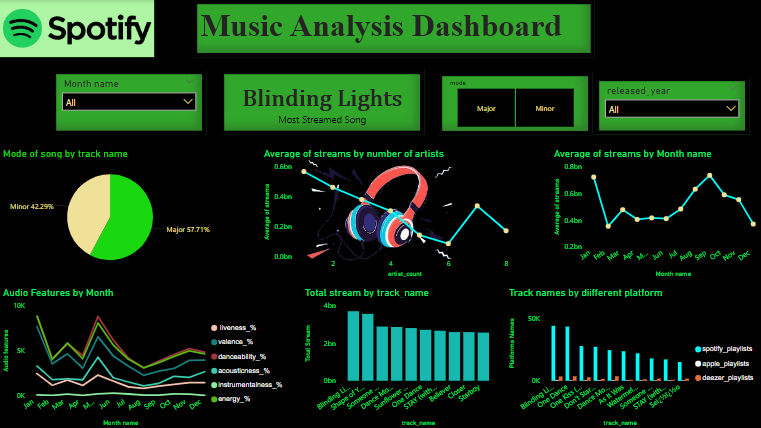 Spotify
Music Analysis Dashboard
Month name
All
Blinding Lights
Most Streamed Song
mode
Major
Minor
released_year
All
Mode of song by track name
Minor 42.29%
Major 57.71%
Average of streams by number of artists
Average of streams
0.6bn
0.4bn
0.2bn
0.0bn
2
4
6
8
artist_count
Average of streams by Month name
Average of streams
0.8bn
0.6bn
0.4bn
0.2bn
Jan
Feb
Mar
Apr
M...
Jun
Jul
Aug
Sep
Oct
Nov
Dec
Month name
Audio Features by Month
Audio features
10K
5K
0K
Jan
Feb
Mar
Apr
M...
Jun
Jul
Aug
Sep
Oct
Nov
Dec
Month name
liveness_%
valence_%
danceability_%
acousticness_%
instrumentalness_%
energy_%
Total stream by track_name
Total Stream
4bn
2bn
0bn
Blinding Li...
Shape of Y...
Someone ...
Dance Mo...
Sunflower ...
One Dance
STAY (with...
Believer
Closer
Starboy
track_name
Track names by diifferent platform
Platforms Names
50K
0K
Blinding Li...
One Dance
One Kiss (...
Don't Star...
Dance Mo...
As It Was
Watermel...
Someone ...
STAY (with...
track_name
spotify_playlists
apple_playlists
deezer_playlists